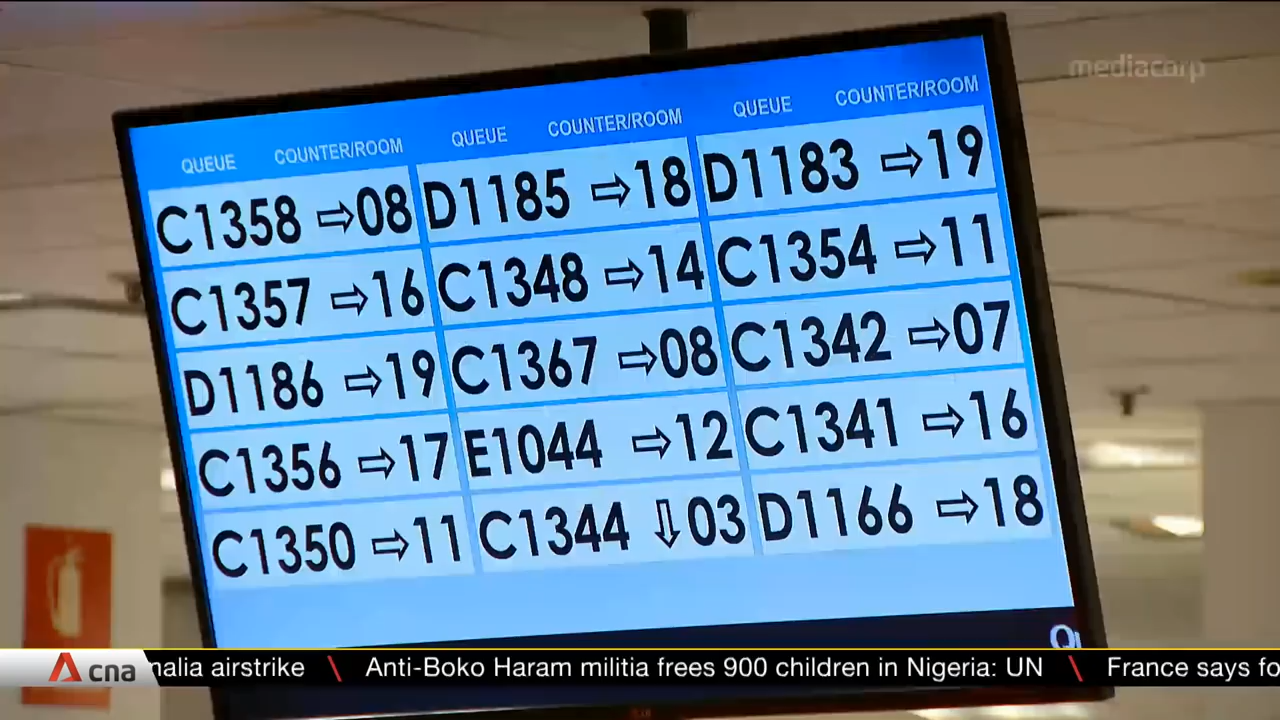 mediacorp
QUEUE COUNTER/ROOM QUEUE COUNTER/ROOM QUEUE COUNTER/ROOM
C1358 ⇨08 D1185 ⇨18 D1183 ⇨19
C1357 ⇨16 C1348 ⇨14 C1354 ⇨11
D1186 ⇨19 C1367 ⇨08 C1342 ⇨07
C1356 ⇨17 E1044 ⇨12 C1341 ⇨16
C1350 ⇨11 C1344 ⇩03 D1166 ⇨18
cna
airstrike \ Anti-Boko Haram militia frees 900 children in Nigeria: UN \ France says